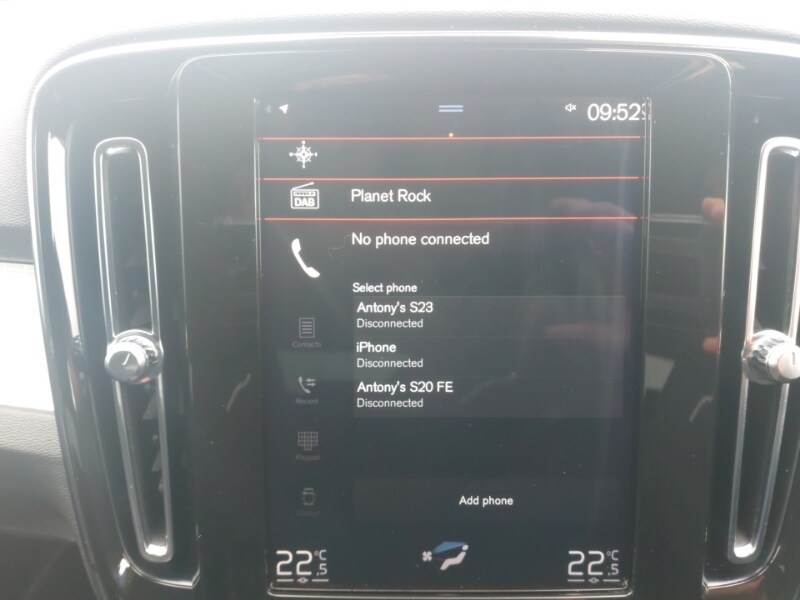 09:52
DAB
Planet Rock
No phone connected
Select phone
Antony's S23
Disconnected
iPhone
Disconnected
Antony's S20 FE
Disconnected
Contacts
Recent
Keypad
Add phone
22.5°C
22.5°C